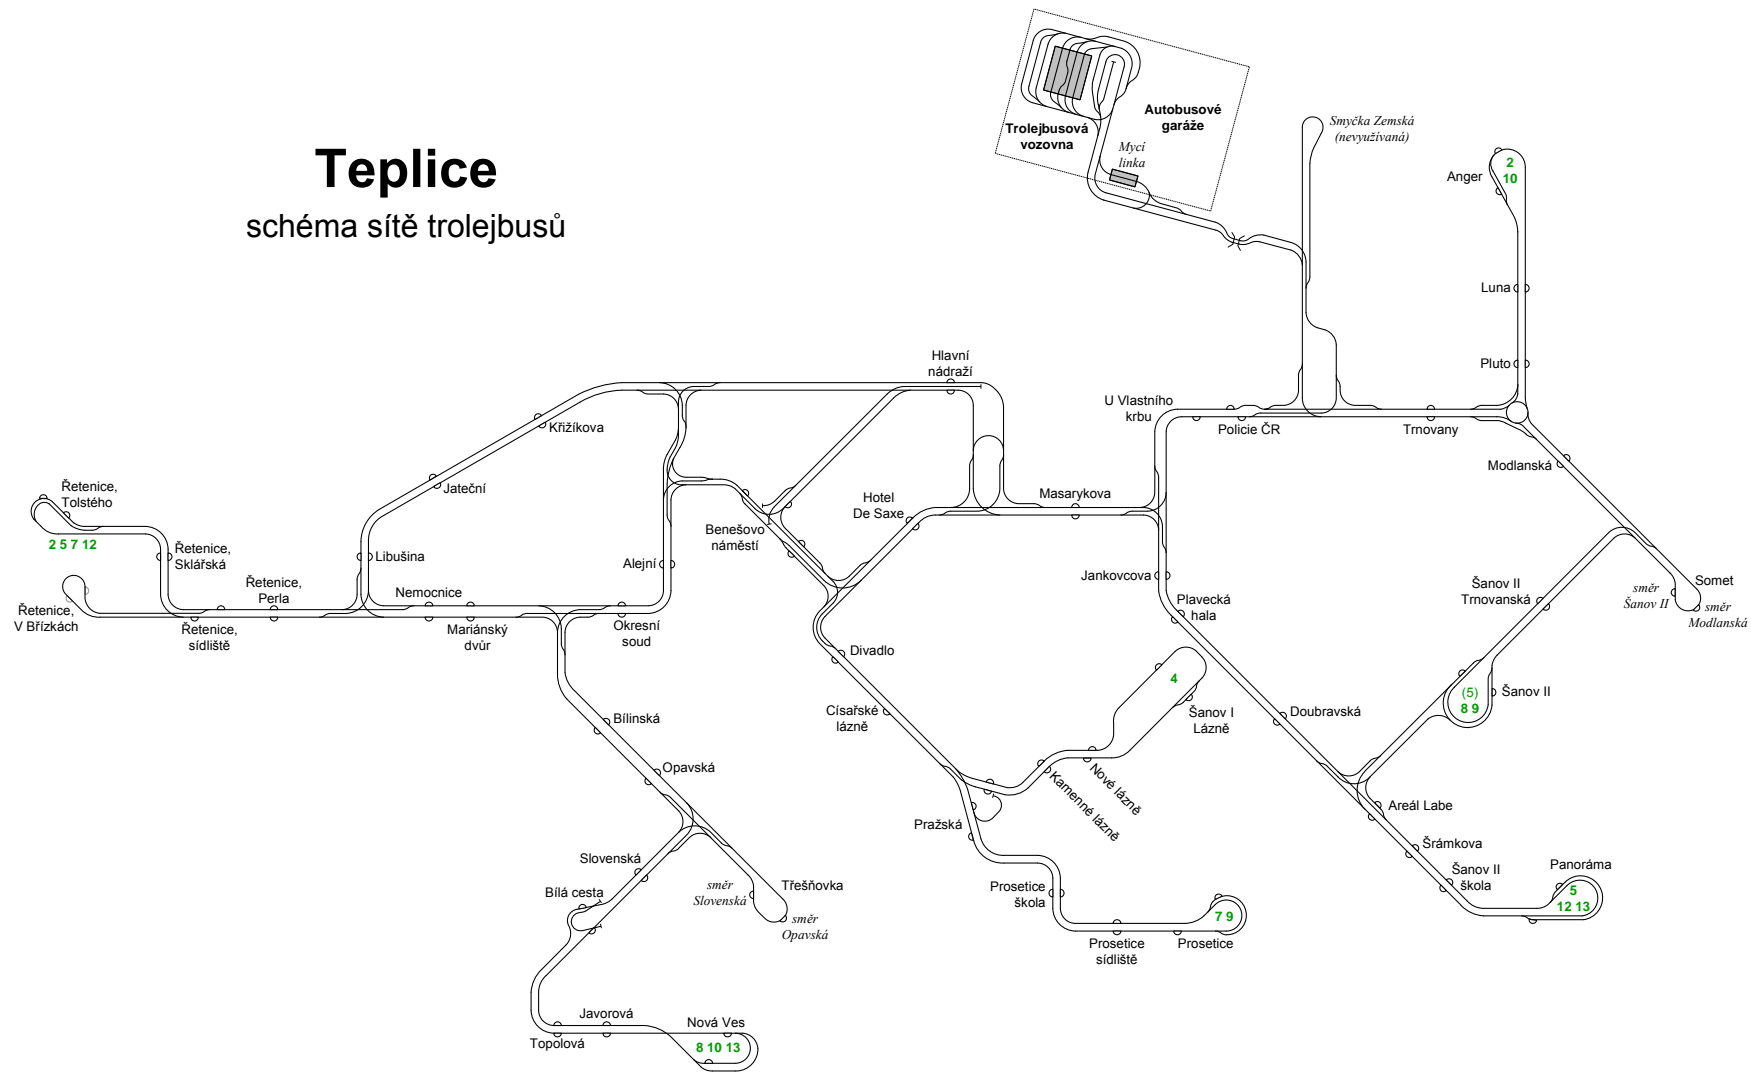 Teplice
schéma sítě trolejbusů
Trolejbusová
vozovna
Autobusové
garáže
Mycí
linka
Smyčka Zemská
(nevyužívaná)
Anger
2
10
Luna
Pluto
Hlavní
nádraží
U Vlastního
krbu
Policie ČR
Trnovany
Modlanská
Křižíkova
Jateční
Řetenice,
Tolstého
2 5 7 12
Řetenice,
Sklářská
Řetenice,
V Břízkách
Řetenice,
Perla
Řetenice,
sídliště
Libušina
Nemocnice
Mariánský
dvůr
Okresní
soud
Alejní
Benešovo
náměstí
Hotel
De Saxe
Masarykova
Jankovcova
Plavecká
hala
Šanov II
Trnovanská
Somet
směr
Šanov II
směr
Modlanská
Divadlo
Císařské
lázně
4
Šanov I
Lázně
Doubravská
(5)
8 9
Šanov II
Bílinská
Opavská
Nové lázně
Kamenné lázně
Pražská
Areál Labe
Šrámkova
Šanov II
škola
Panoráma
5
12 13
Slovenská
Bílá cesta
směr
Slovenská
Třešňovka
směr
Opavská
Prosetice
škola
7 9
Prosetice
sídliště
Prosetice
Javorová
Topolová
Nová Ves
8 10 13